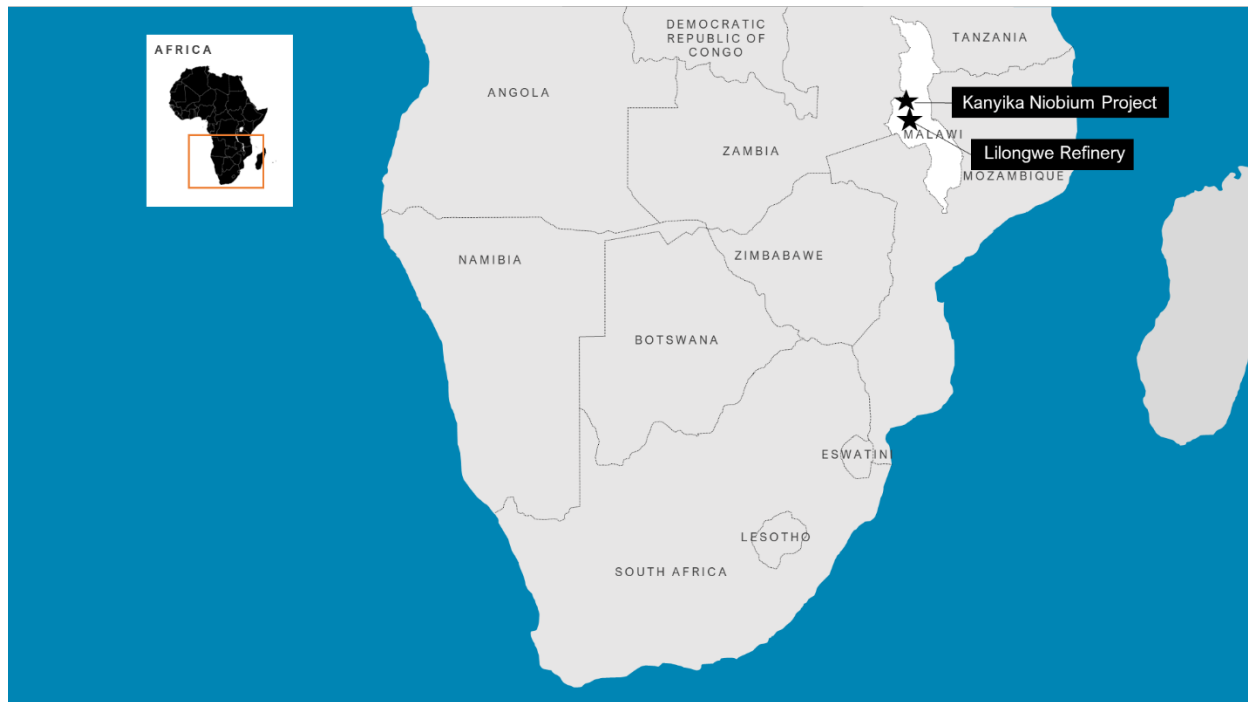 AFRICA
DEMOCRATIC
REPUBLIC OF
CONGO
TANZANIA
ANGOLA
Kanyika Niobium Project
MALAWI
ZAMBIA
Lilongwe Refinery
MOZAMBIQUE
NAMIBIA
ZIMBABWE
BOTSWANA
ESWATINI
LESOTHO
SOUTH AFRICA